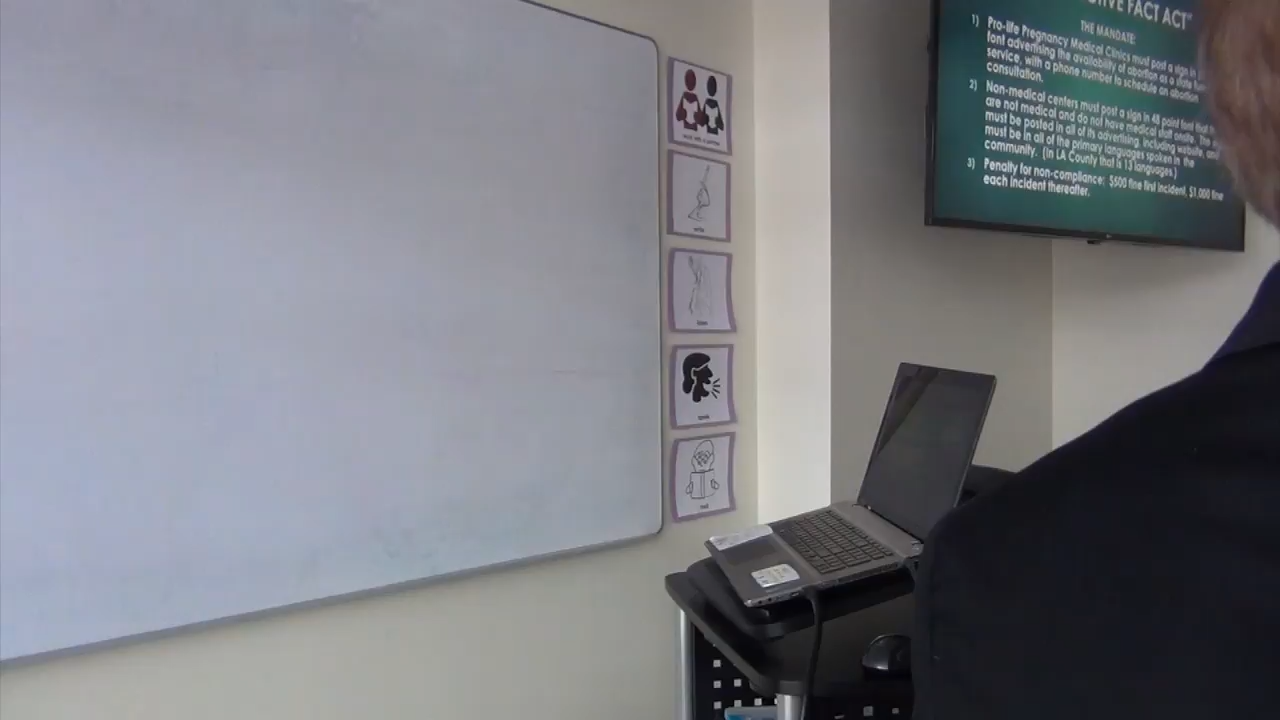 FACT ACT"
THE MANDATE:
1) Pro-life Pregnancy Medical Clinics must post a sign in
font advertising the availability of abortion as a state
service, with a phone number to schedule an abortion
consultation.
2) Non-medical centers must post a sign in 48 point font that
are not medical and do not have medical staff onsite. The
must be posted in all of its advertising, including website, and
must be in all of the primary languages spoken in the
community. (In LA County that is 13 languages.)
3) Penalty for non-compliance: $500 fine first incident, $1,000 fine
each incident thereafter.
write
listen
speak
read